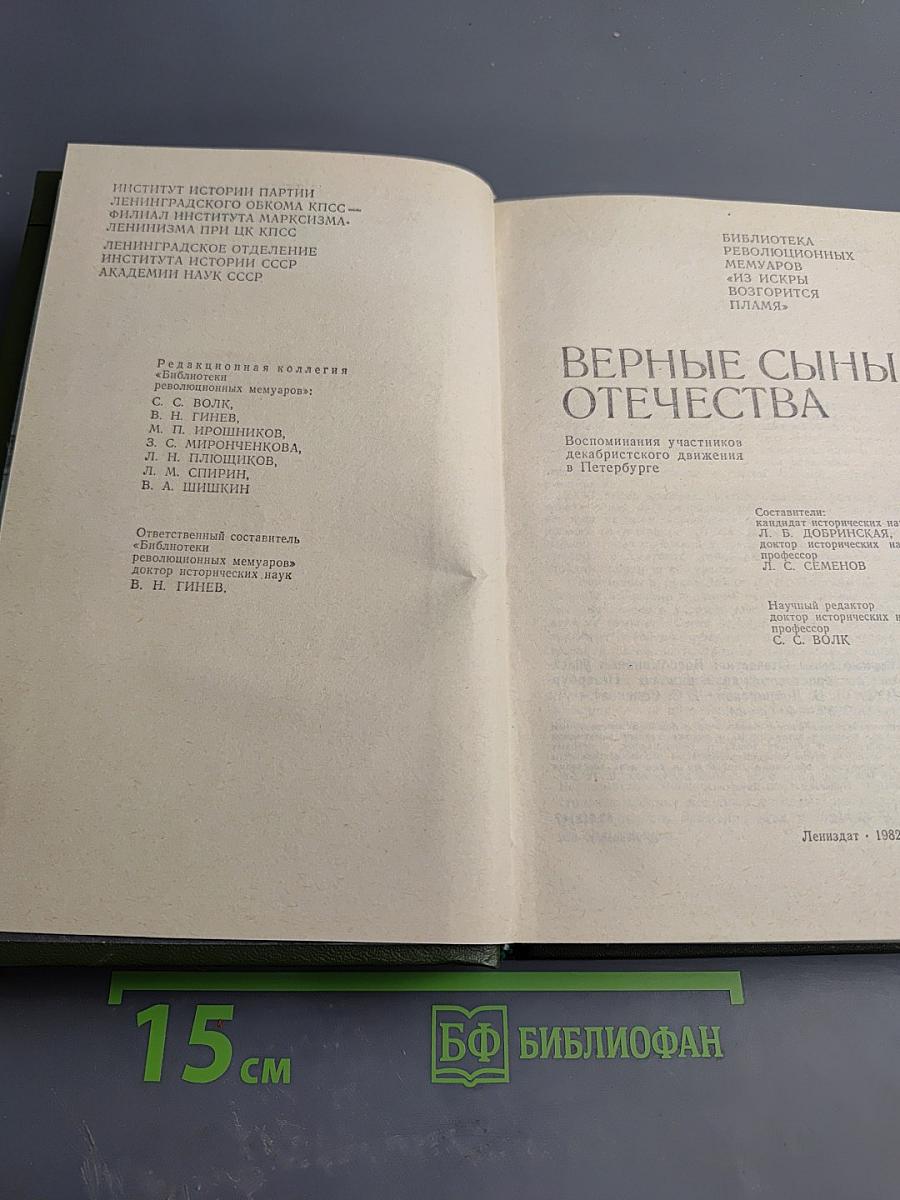 ИНСТИТУТ ИСТОРИИ ПАРТИИ
ЛЕНИНГРАДСКОГО ОБКОМА КПСС —
ФИЛИАЛ ИНСТИТУТА МАРКСИЗМА-
ЛЕНИНИЗМА ПРИ ЦК КПСС
ЛЕНИНГРАДСКОЕ ОТДЕЛЕНИЕ
ИНСТИТУТА ИСТОРИИ СССР
АКАДЕМИИ НАУК СССР
Редакционная коллегия
«Библиотеки
революционных мемуаров»:
С. С. ВОЛК,
В. Н. ГИНЕВ,
М. П. ИРОШНИКОВ,
З. С. МИРОНЧЕНКОВА,
Л. Н. ПЛЮЩИКОВ,
Л. М. СПИРИН,
В. А. ШИШКИН
Ответственный составитель
«Библиотеки
революционных мемуаров»
доктор исторических наук
В. Н. ГИНЕВ.
БИБЛИОТЕКА
РЕВОЛЮЦИОННЫХ
МЕМУАРОВ
«ИЗ ИСКРЫ
ВОЗГОРИТСЯ
ПЛАМЯ»
ВЕРНЫЕ СЫНЫ
ОТЕЧЕСТВА
Воспоминания участников
декабристского движения
в Петербурге
Составители:
кандидат исторических на
Л. Б. ДОБРИНСКАЯ,
доктор исторических на
профессор
Л. С. СЕМЕНОВ
Научный редактор
доктор исторических н
профессор
С. С. ВОЛК
Лениздат · 1982
15 см
БФ БИБЛИОФАН